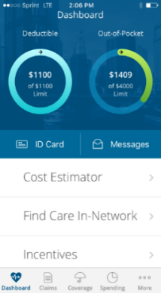 Sprint LTE 2:06 PM
Dashboard
Deductible Out-of-Pocket
$1100 $1409
of $1100 of $4000
Limit Limit
ID Card Messages
Cost Estimator
Find Care In-Network
Incentives
Dashboard Claims Coverage Spending More